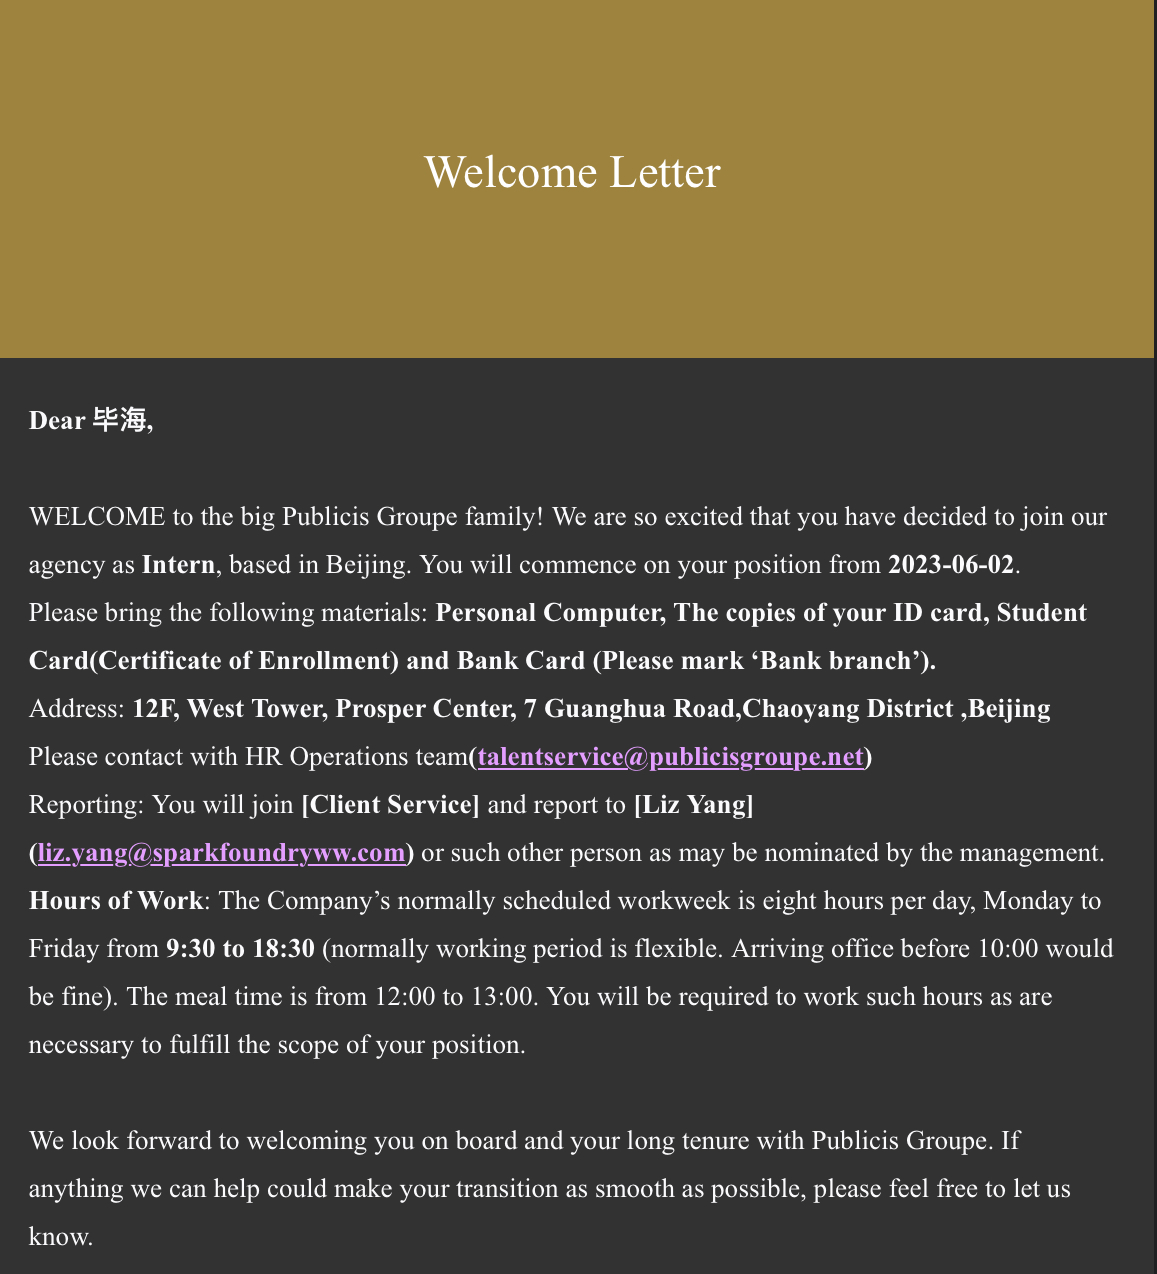 Welcome Letter
Dear 毕海,
WELCOME to the big Publicis Groupe family! We are so excited that you have decided to join our
agency as Intern, based in Beijing. You will commence on your position from 2023-06-02.
Please bring the following materials: Personal Computer, The copies of your ID card, Student
Card(Certificate of Enrollment) and Bank Card (Please mark ‘Bank branch’).
Address: 12F, West Tower, Prosper Center, 7 Guanghua Road,Chaoyang District ,Beijing
Please contact with HR Operations team(talentservice@publicisgroupe.net)
Reporting: You will join [Client Service] and report to [Liz Yang]
(liz.yang@sparkfoundryww.com) or such other person as may be nominated by the management.
Hours of Work: The Company’s normally scheduled workweek is eight hours per day, Monday to
Friday from 9:30 to 18:30 (normally working period is flexible. Arriving office before 10:00 would
be fine). The meal time is from 12:00 to 13:00. You will be required to work such hours as are
necessary to fulfill the scope of your position.
We look forward to welcoming you on board and your long tenure with Publicis Groupe. If
anything we can help could make your transition as smooth as possible, please feel free to let us
know.